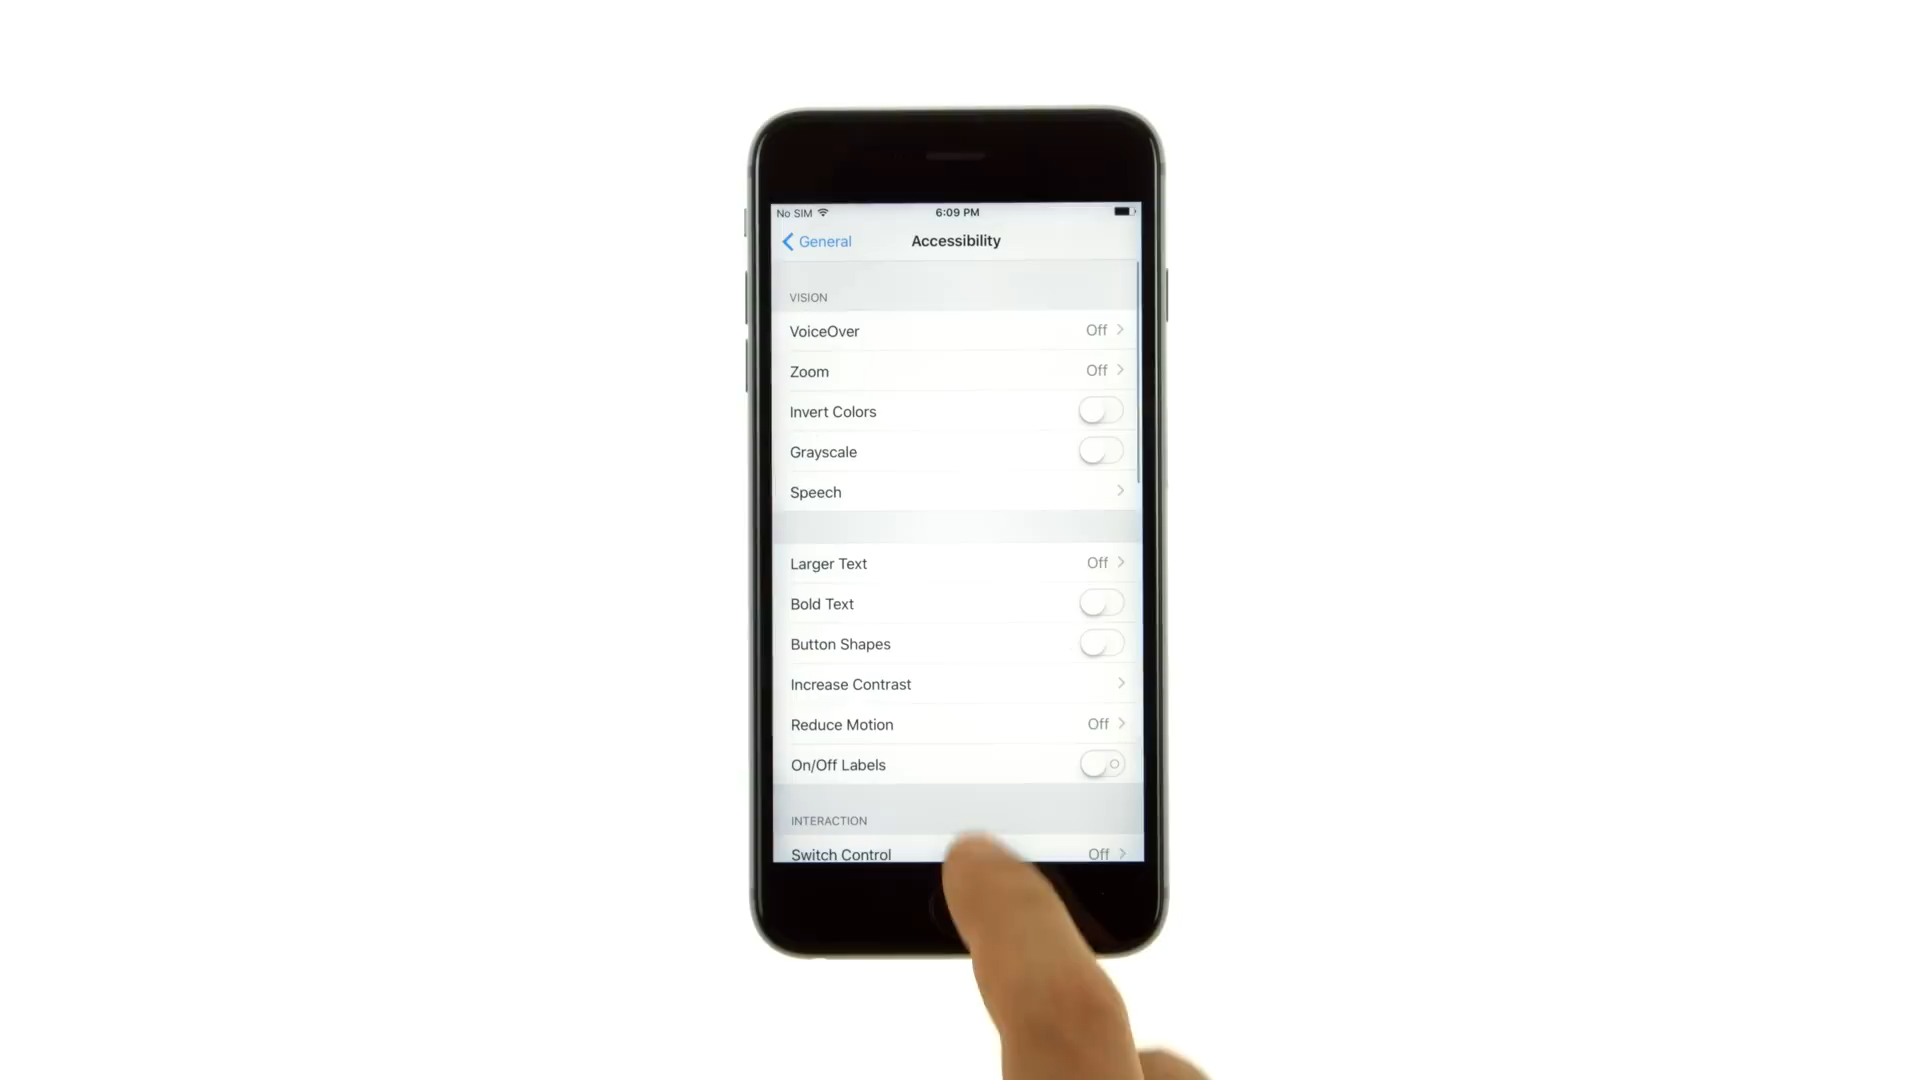 No SIM 6:09 PM
General Accessibility
VISION
VoiceOver Off
Zoom Off
Invert Colors
Grayscale
Speech
Larger Text Off
Bold Text
Button Shapes
Increase Contrast
Reduce Motion Off
On/Off Labels
INTERACTION
Switch Control Off